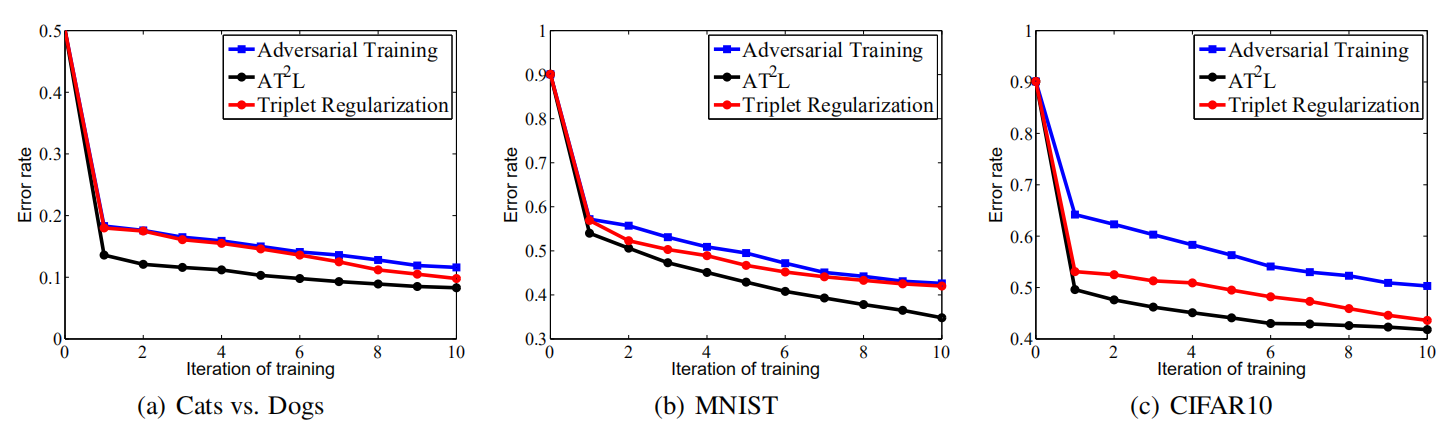 0.5
0.4
0.3
0.2
0.1
0
Error rate
Adversarial Training
AT²L
Triplet Regularization
0 2 4 6 8 10
Iteration of training
(a) Cats vs. Dogs
1
0.9
0.8
0.7
0.6
0.5
0.4
0.3
Error rate
Adversarial Training
AT²L
Triplet Regularization
0 2 4 6 8 10
Iteration of training
(b) MNIST
1
0.9
0.8
0.7
0.6
0.5
0.4
Error rate
Adversarial Training
AT²L
Triplet Regularization
0 2 4 6 8 10
Iteration of training
(c) CIFAR10